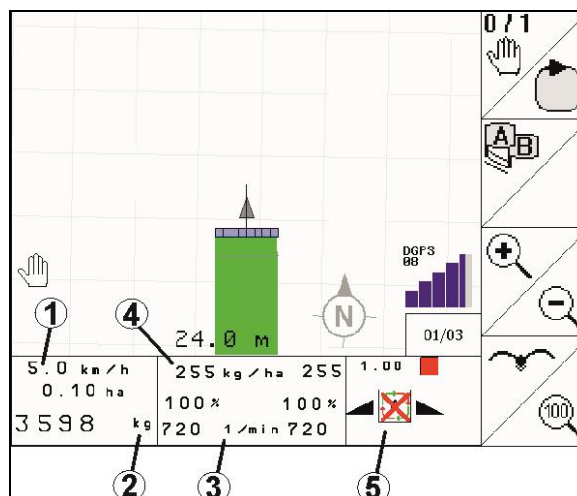 0/1
A B
DGPS
08
N
24.0 m
01/03
1 4
5.0 km/h
0.10 ha
3598 kg
255 kg/ha 255
100% 100%
720 1/min 720
1.00
100
2 3 5